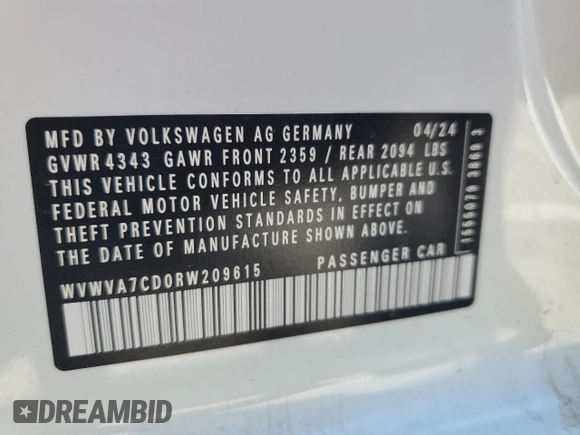 MFD BY VOLKSWAGEN AG GERMANY 04/24
GVWR 4343 GAWR FRONT 2359 / REAR 2094 LBS
THIS VEHICLE CONFORMS TO ALL APPLICABLE U.S.
FEDERAL MOTOR VEHICLE SAFETY, BUMPER AND
THEFT PREVENTION STANDARDS IN EFFECT ON
THE DATE OF MANUFACTURE SHOWN ABOVE.
WVWVA7CD0RW209615 PASSENGER CAR
DREAMBID